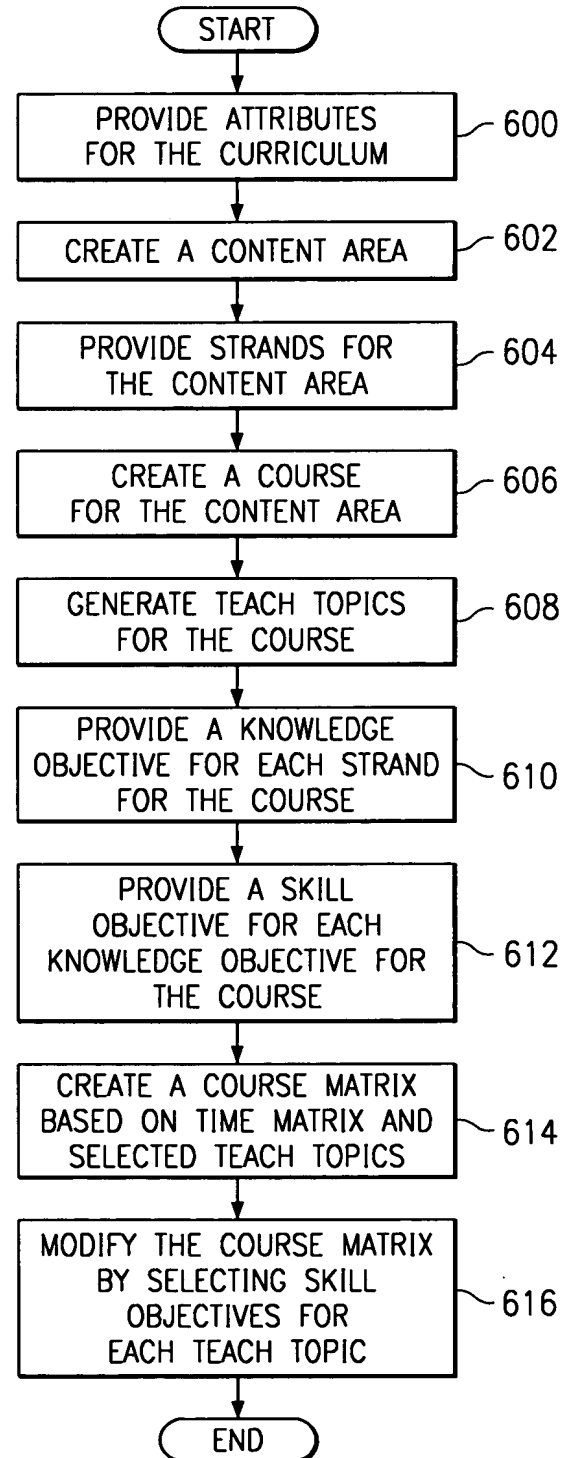 START
PROVIDE ATTRIBUTES
FOR THE CURRICULUM
600
CREATE A CONTENT AREA
602
PROVIDE STRANDS FOR
THE CONTENT AREA
604
CREATE A COURSE
FOR THE CONTENT AREA
606
GENERATE TEACH TOPICS
FOR THE COURSE
608
PROVIDE A KNOWLEDGE
OBJECTIVE FOR EACH STRAND
FOR THE COURSE
610
PROVIDE A SKILL
OBJECTIVE FOR EACH
KNOWLEDGE OBJECTIVE FOR
THE COURSE
612
CREATE A COURSE MATRIX
BASED ON TIME MATRIX AND
SELECTED TEACH TOPICS
614
MODIFY THE COURSE MATRIX
BY SELECTING SKILL
OBJECTIVES FOR
EACH TEACH TOPIC
616
END